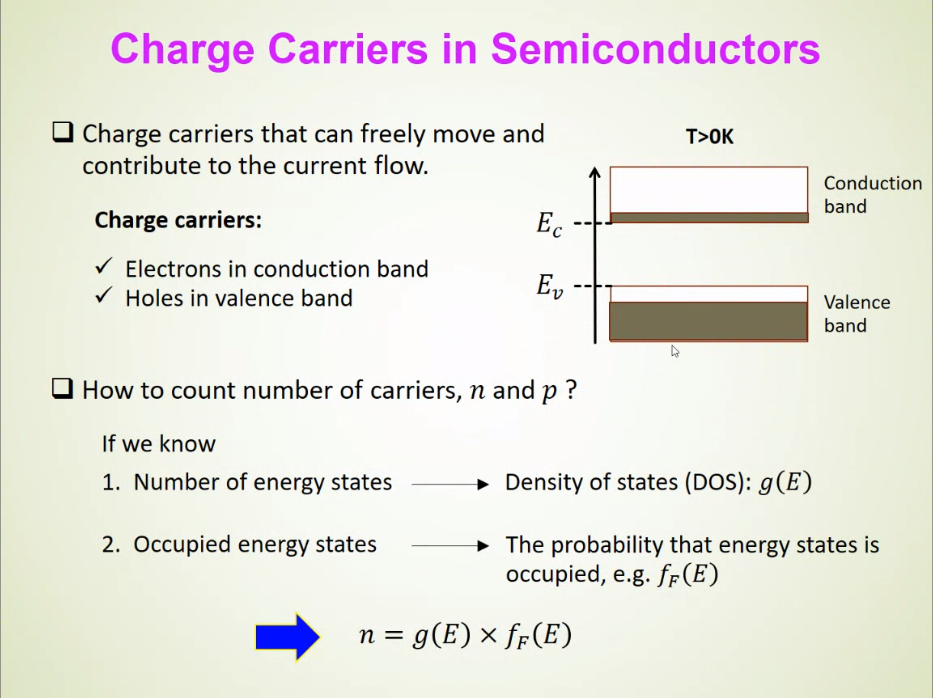 Charge Carriers in Semiconductors
❑ Charge carriers that can freely move and
contribute to the current flow.
Charge carriers:
✓ Electrons in conduction band
✓ Holes in valence band
T>0K
Conduction
band
E_c
E_v
Valence
band
❑ How to count number of carriers, n and p ?
If we know
1. Number of energy states → Density of states (DOS): g(E)
2. Occupied energy states → The probability that energy states is
occupied, e.g. f_F(E)
n = g(E) × f_F(E)